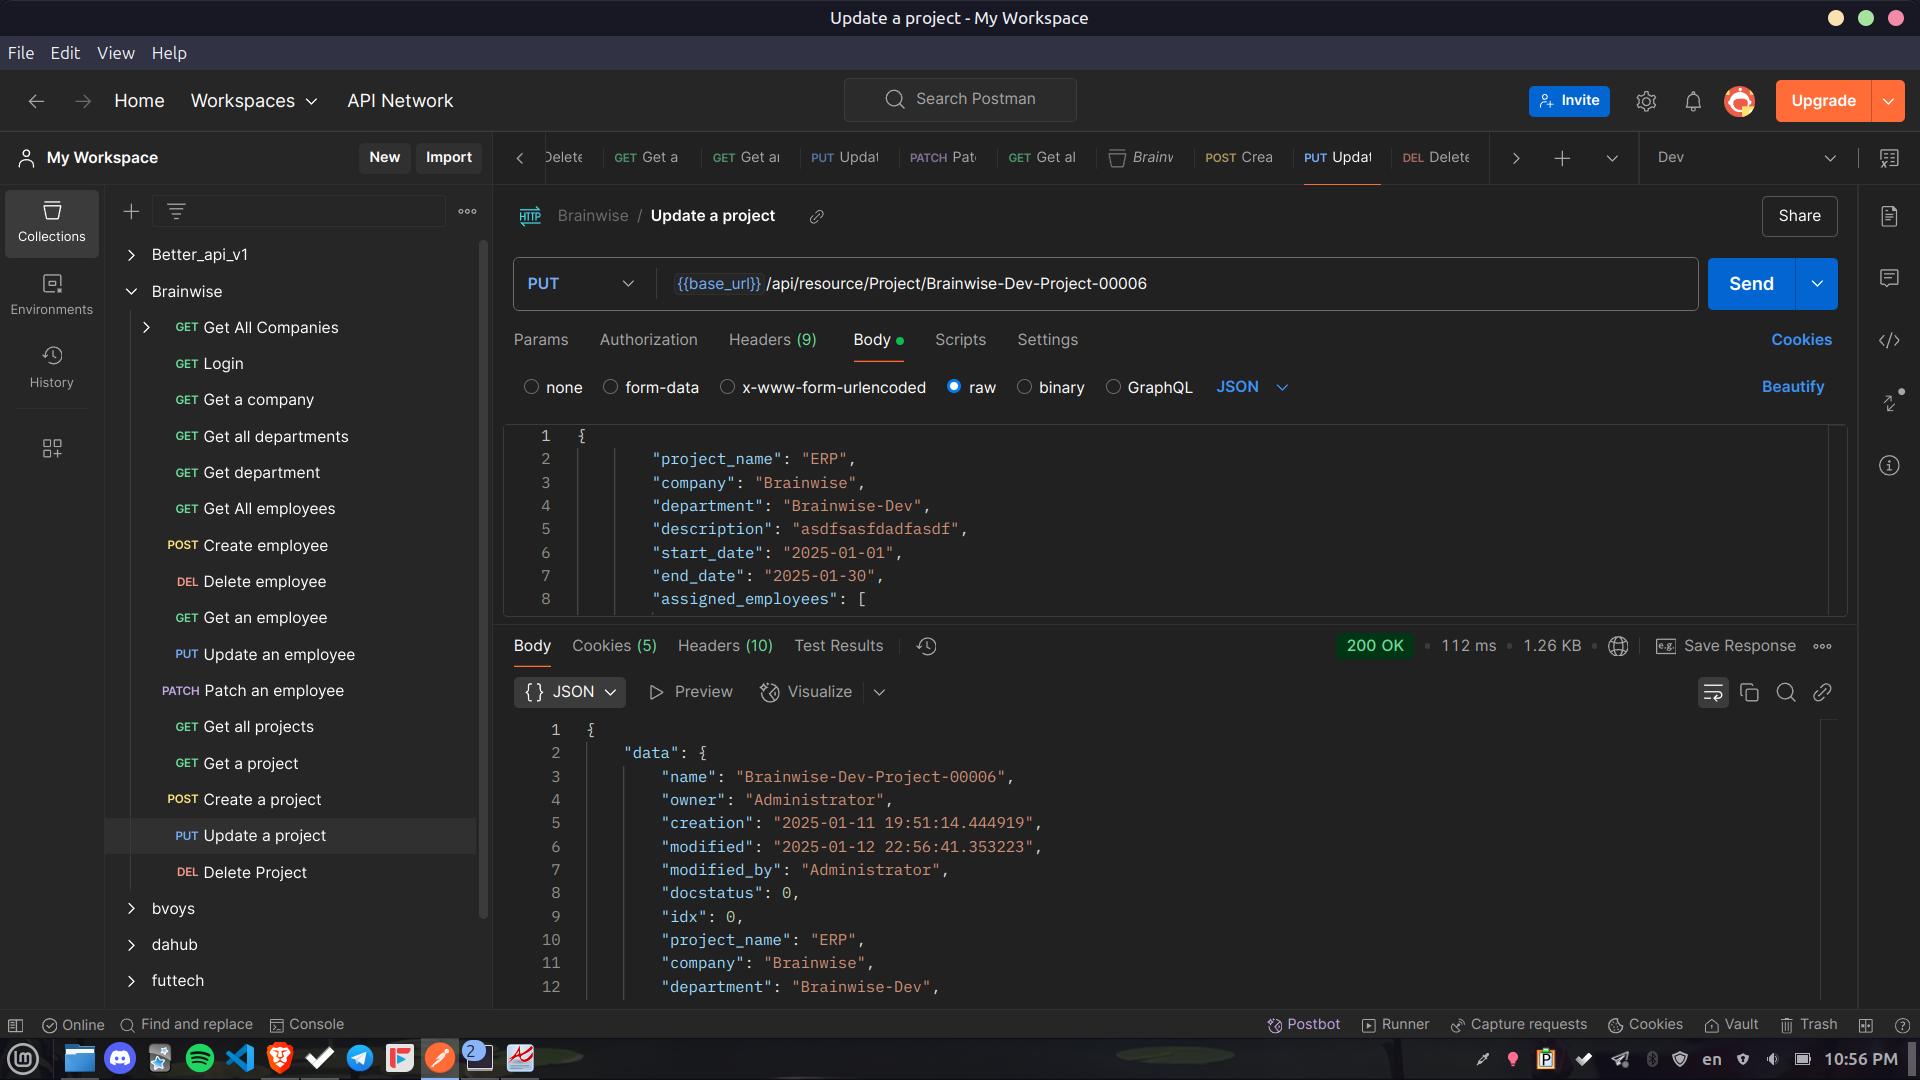 Update a project - My Workspace
File Edit View Help
Home Workspaces API Network
Search Postman
Invite
Upgrade
My Workspace
New Import
Delete
GET Get a
GET Get ar
PUT Updat
PATCH Pat
GET Get al
Brainw
POST Crea
PUT Updat
DEL Delete
Dev
Collections
Environments
History
Better_api_v1
Brainwise
GET Get All Companies
GET Login
GET Get a company
GET Get all departments
GET Get department
GET Get All employees
POST Create employee
DEL Delete employee
GET Get an employee
PUT Update an employee
PATCH Patch an employee
GET Get all projects
GET Get a project
POST Create a project
PUT Update a project
DEL Delete Project
bvoys
dahub
futtech
HTTP Brainwise / Update a project
Share
PUT {{base_url}}/api/resource/Project/Brainwise-Dev-Project-00006
Send
Params Authorization Headers (9) Body Scripts Settings
Cookies
none form-data x-www-form-urlencoded raw binary GraphQL JSON
Beautify
1 {
2 "project_name": "ERP",
3 "company": "Brainwise",
4 "department": "Brainwise-Dev",
5 "description": "asdfsasfdadfasdf",
6 "start_date": "2025-01-01",
7 "end_date": "2025-01-30",
8 "assigned_employees": [
Body Cookies (5) Headers (10) Test Results
200 OK 112 ms 1.26 KB e.g. Save Response
{} JSON Preview Visualize
1 {
2 "data": {
3 "name": "Brainwise-Dev-Project-00006",
4 "owner": "Administrator",
5 "creation": "2025-01-11 19:51:14.444919",
6 "modified": "2025-01-12 22:56:41.353223",
7 "modified_by": "Administrator",
8 "docstatus": 0,
9 "idx": 0,
10 "project_name": "ERP",
11 "company": "Brainwise",
12 "department": "Brainwise-Dev",
Online Find and replace Console
Postbot Runner Capture requests Cookies Vault Trash
2
en
10:56 PM